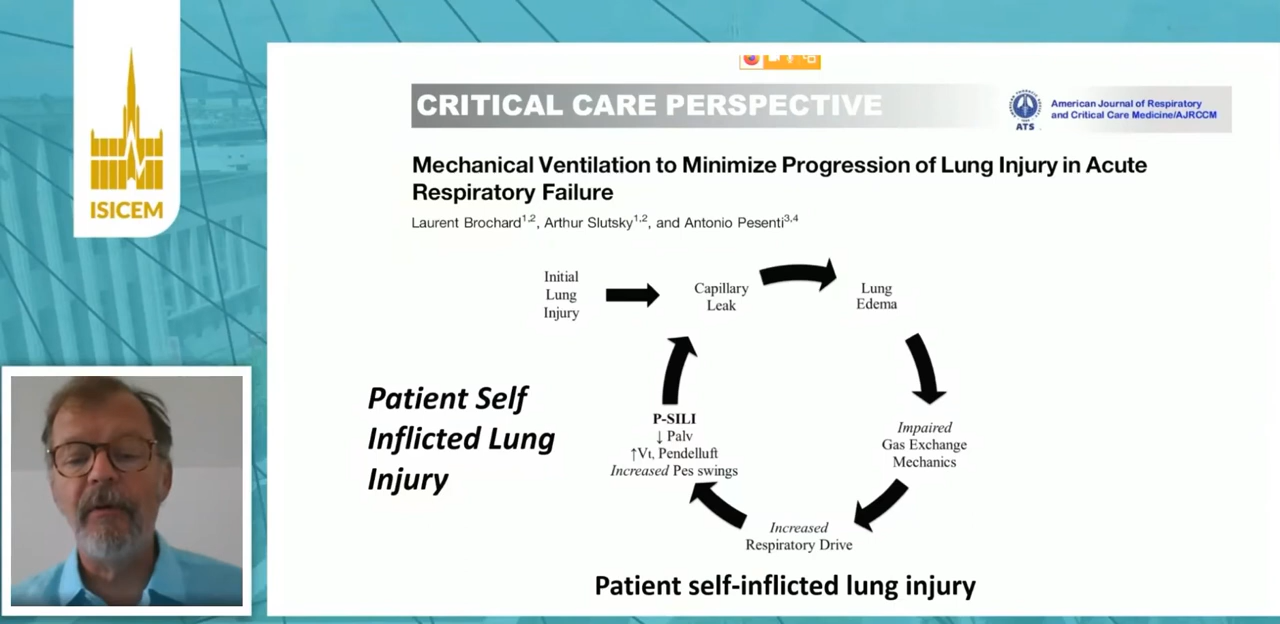 ISICEM
CRITICAL CARE PERSPECTIVE
ATS
American Journal of Respiratory
and Critical Care Medicine/AJRCCM
Mechanical Ventilation to Minimize Progression of Lung Injury in Acute
Respiratory Failure
Laurent Brochard1,2, Arthur Slutsky1,2, and Antonio Pesenti3,4
Initial
Lung
Injury
Capillary
Leak
Lung
Edema
Patient Self
Inflicted Lung
Injury
P-SILI
↓ Palv
↑Vt, Pendelluft
Increased Pes swings
Impaired
Gas Exchange
Mechanics
Increased
Respiratory Drive
Patient self-inflicted lung injury